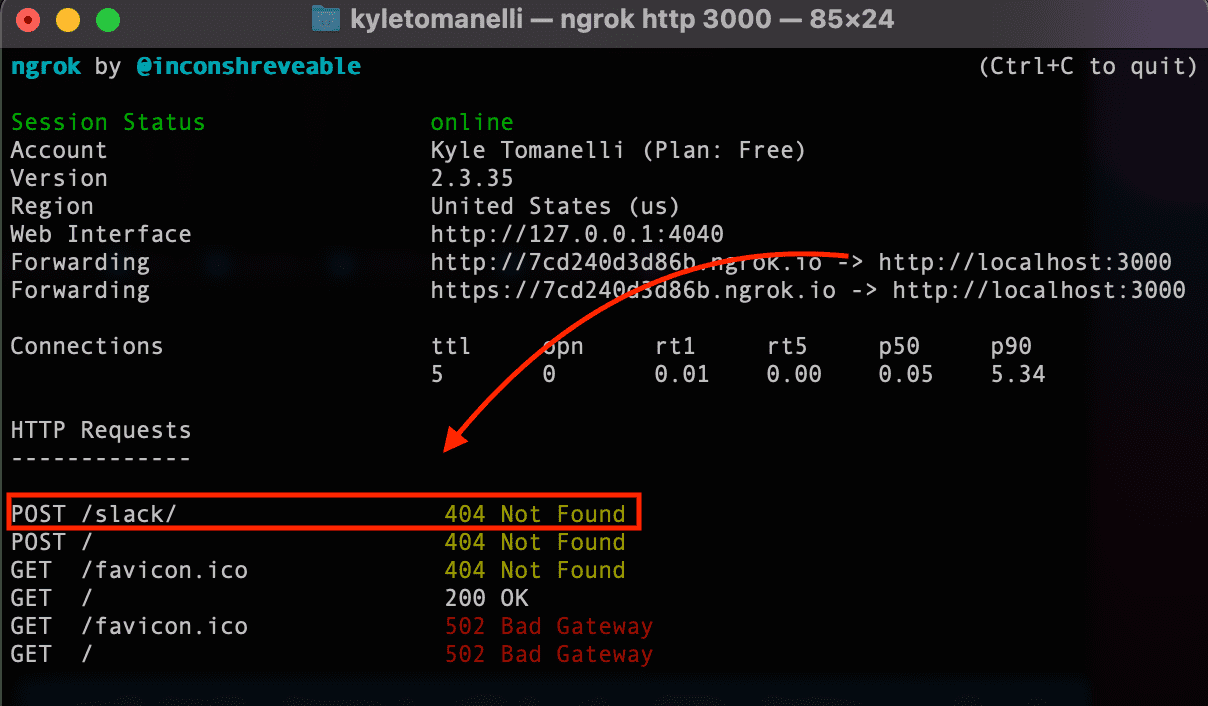 kyletomanelli — ngrok http 3000 — 85×24
ngrok by @inconshreveable (Ctrl+C to quit)
Session Status online
Account Kyle Tomanelli (Plan: Free)
Version 2.3.35
Region United States (us)
Web Interface http://127.0.0.1:4040
Forwarding http://7cd240d3d86b.ngrok.io -> http://localhost:3000
Forwarding https://7cd240d3d86b.ngrok.io -> http://localhost:3000
Connections ttl opn rt1 rt5 p50 p90
5 0 0.01 0.00 0.05 5.34
HTTP Requests
-------------
POST /slack/ 404 Not Found
POST / 404 Not Found
GET /favicon.ico 404 Not Found
GET / 200 OK
GET /favicon.ico 502 Bad Gateway
GET / 502 Bad Gateway